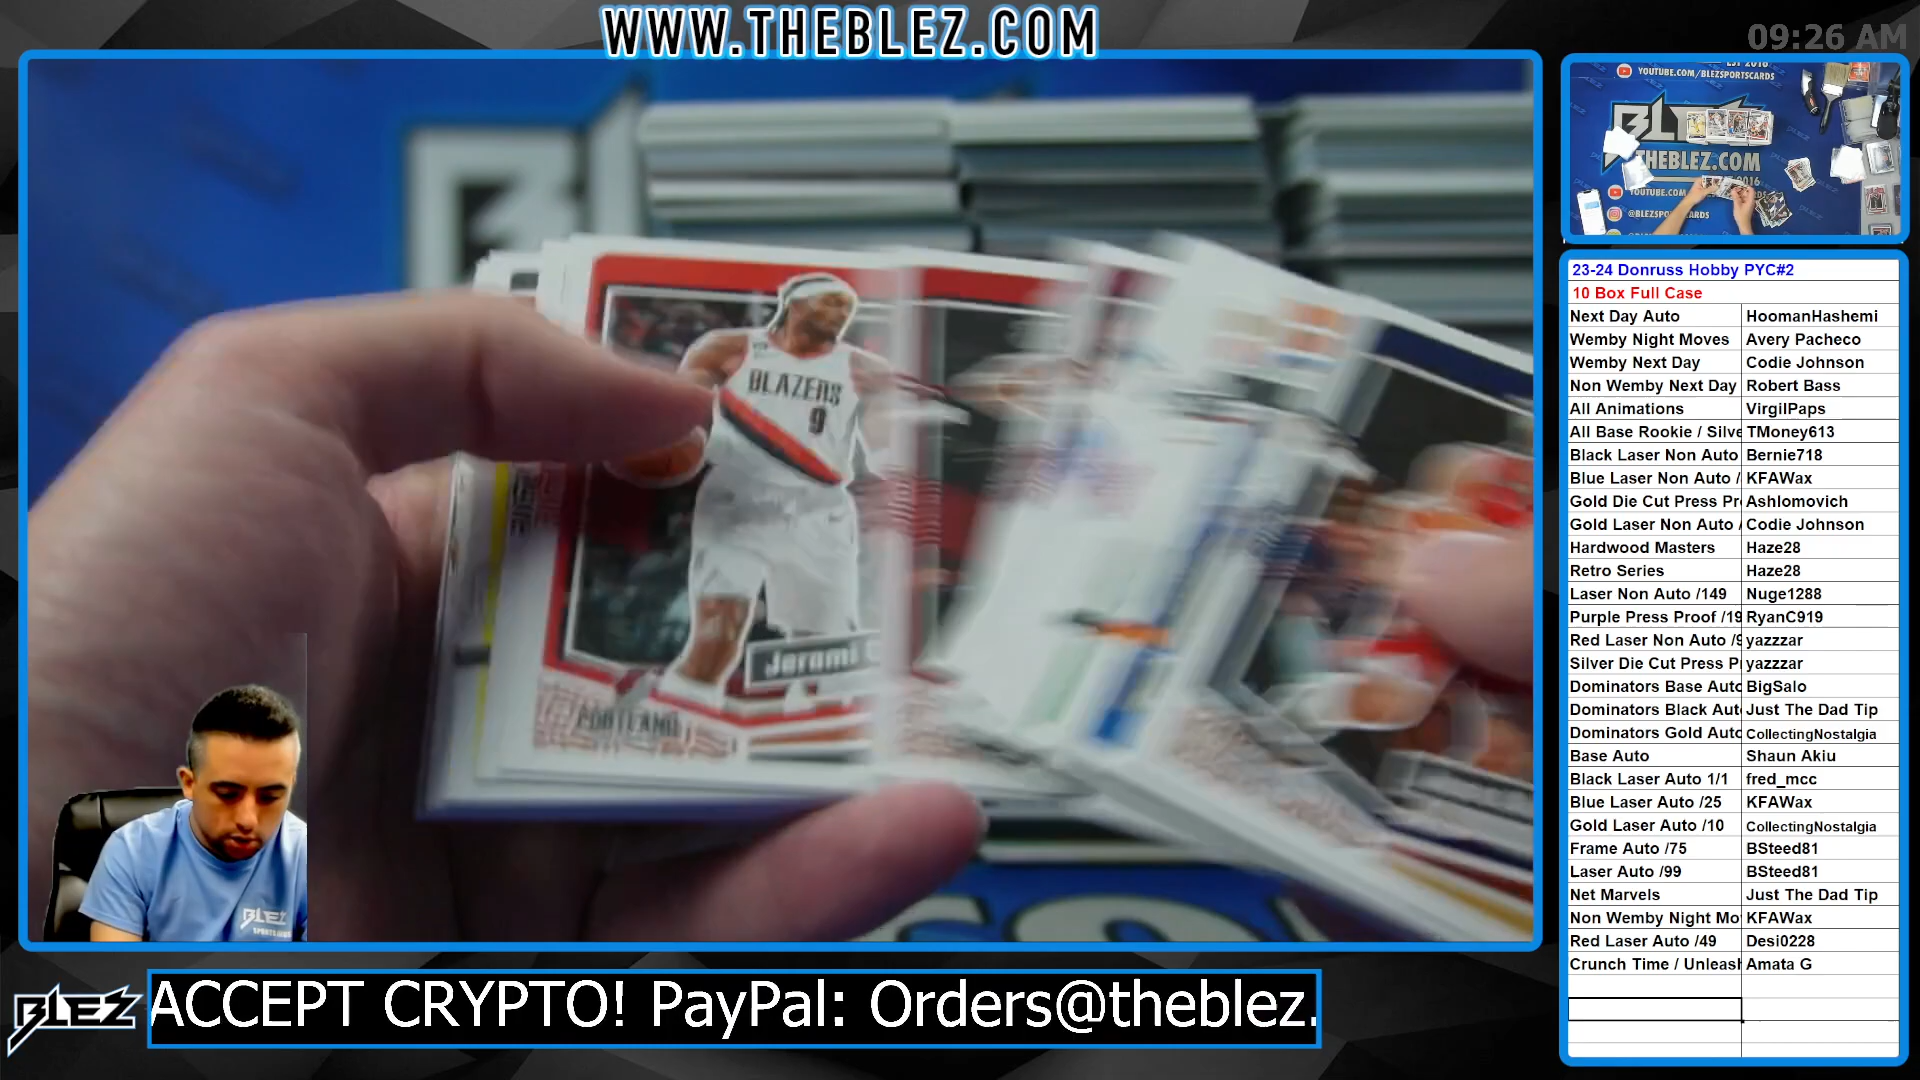 WWW.THEBLEZ.COM
09:26 AM
YOUTUBE.COM/BLEZSPORTSCARDS
THEBLEZ.COM
2016
YOUTUBE.COM
@BLEZSPO
BLAZERS
9
Jerami
PORTLAND
23-24 Donruss Hobby PYC#2
10 Box Full Case
Next Day Auto HoomanHashemi
Wemby Night Moves Avery Pacheco
Wemby Next Day Codie Johnson
Non Wemby Next Day Robert Bass
All Animations VirgilPaps
All Base Rookie / Silve TMoney613
Black Laser Non Auto Bernie718
Blue Laser Non Auto / KFAWax
Gold Die Cut Press Pr Ashlomovich
Gold Laser Non Auto / Codie Johnson
Hardwood Masters Haze28
Retro Series Haze28
Laser Non Auto /149 Nuge1288
Purple Press Proof /19 RyanC919
Red Laser Non Auto /9 yazzzar
Silver Die Cut Press P yazzzar
Dominators Base Auto BigSalo
Dominators Black Aut Just The Dad Tip
Dominators Gold Auto CollectingNostalgia
Base Auto Shaun Akiu
Black Laser Auto 1/1 fred_mcc
Blue Laser Auto /25 KFAWax
Gold Laser Auto /10 CollectingNostalgia
Frame Auto /75 BSteed81
Laser Auto /99 BSteed81
Net Marvels Just The Dad Tip
Non Wemby Night Mo KFAWax
Red Laser Auto /49 Desi0228
Crunch Time / Unleash Amata G
BLEZ
BLEZ
ACCEPT CRYPTO! PayPal: Orders@theblez.